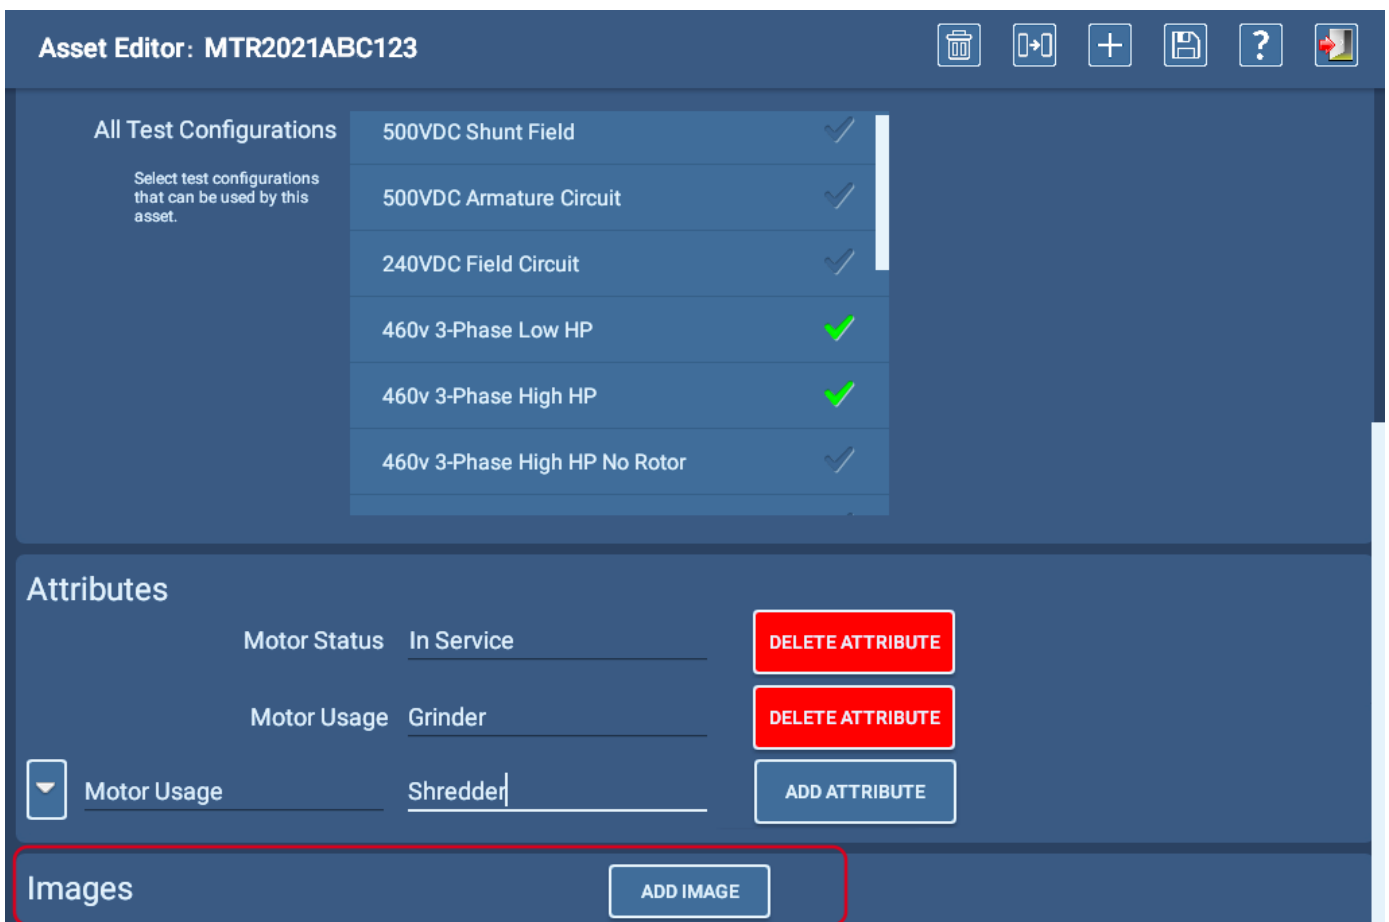 Asset Editor: MTR2021ABC123
All Test Configurations
Select test configurations
that can be used by this
asset.
500VDC Shunt Field
500VDC Armature Circuit
240VDC Field Circuit
460v 3-Phase Low HP
460v 3-Phase High HP
460v 3-Phase High HP No Rotor
Attributes
Motor Status In Service DELETE ATTRIBUTE
Motor Usage Grinder DELETE ATTRIBUTE
Motor Usage Shredder ADD ATTRIBUTE
Images ADD IMAGE